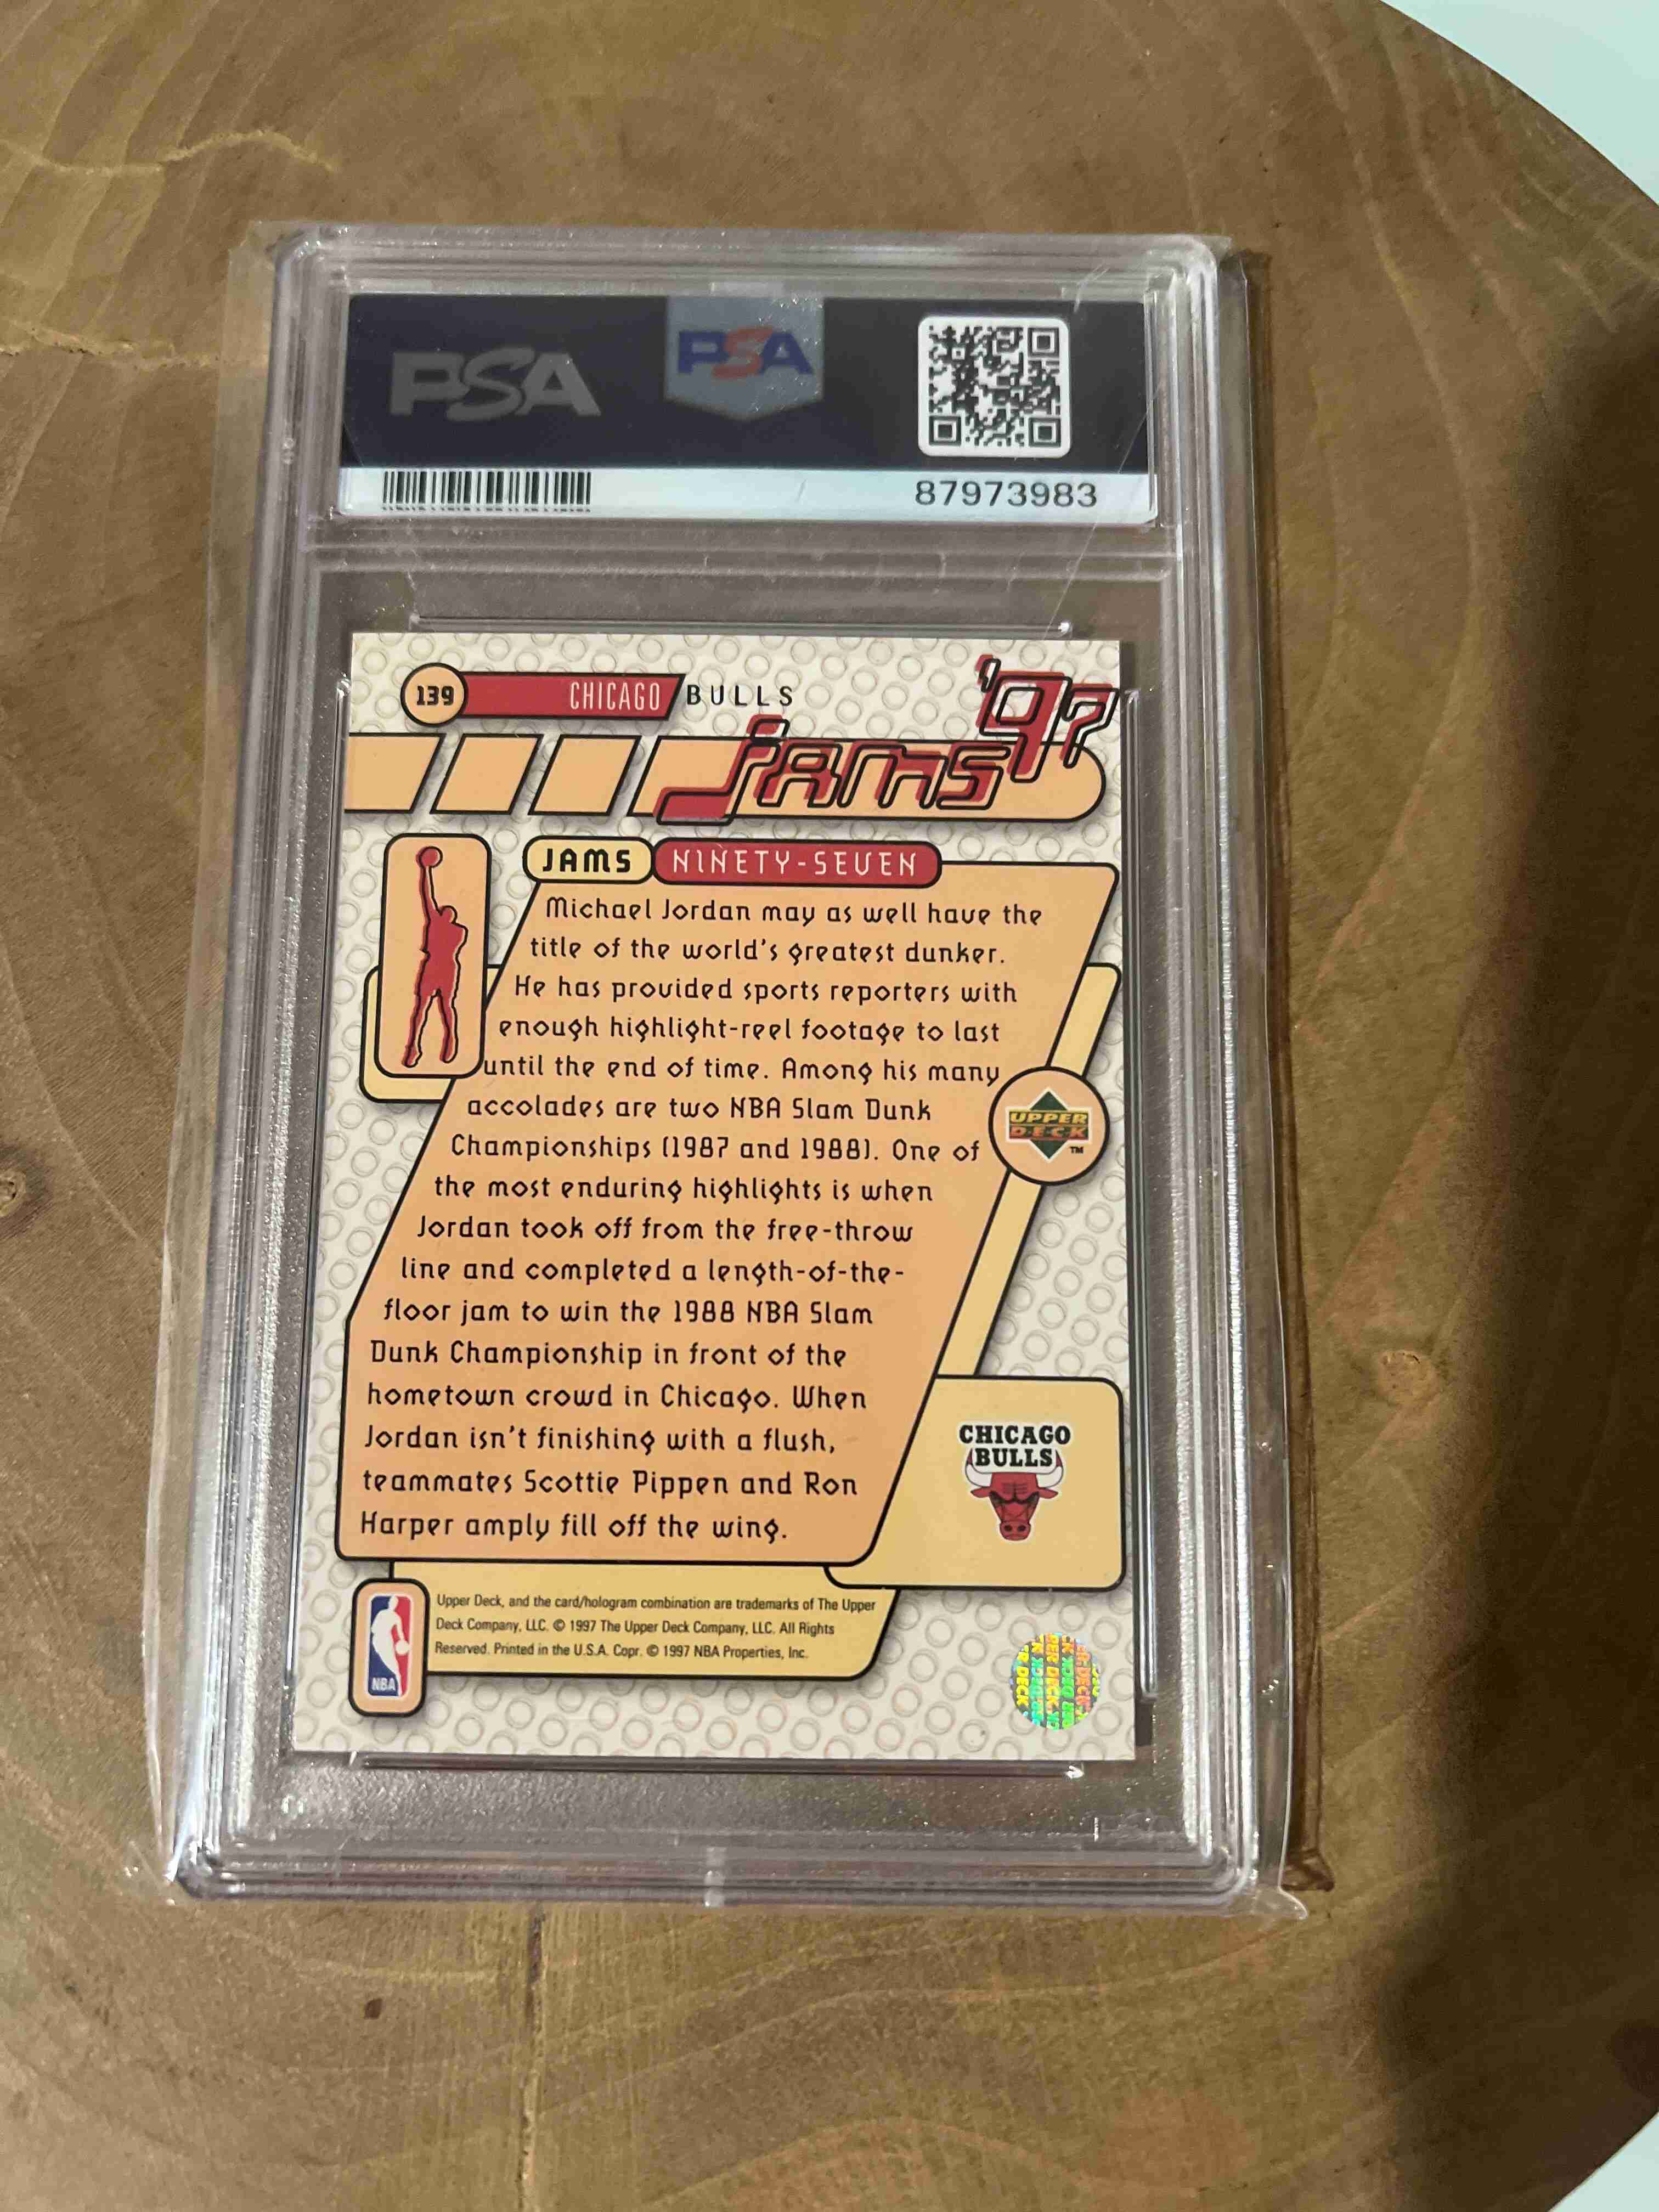 PSA
PSA
87973983
139
CHICAGO BULLS
Jams '97
JAMS NINETY-SEVEN
Michael Jordan may as well have the
title of the world's greatest dunker.
He has provided sports reporters with
enough highlight-reel footage to last
until the end of time. Among his many
accolades are two NBA Slam Dunk
Championships (1987 and 1988). One of
the most enduring highlights is when
Jordan took off from the free-throw
line and completed a length-of-the-
floor jam to win the 1988 NBA Slam
Dunk Championship in front of the
hometown crowd in Chicago. When
Jordan isn't finishing with a flush,
teammates Scottie Pippen and Ron
Harper amply fill off the wing.
UPPER
DECK
TM
CHICAGO
BULLS
Upper Deck, and the card/hologram combination are trademarks of The Upper
Deck Company, LLC. © 1997 The Upper Deck Company, LLC. All Rights
Reserved. Printed in the U.S.A. Copr. © 1997 NBA Properties, Inc.
NBA